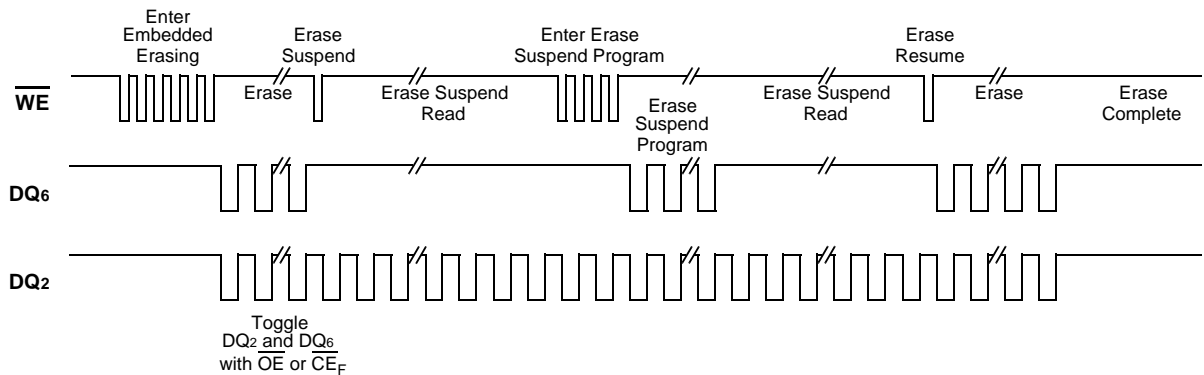 Enter
Embedded
Erasing
Erase
Suspend
Enter Erase
Suspend Program
Erase
Resume
WE
Erase
Erase Suspend
Read
Erase
Suspend
Program
Erase Suspend
Read
Erase
Erase
Complete
DQ6
DQ2
Toggle
DQ2 and DQ6
with OE or CEF